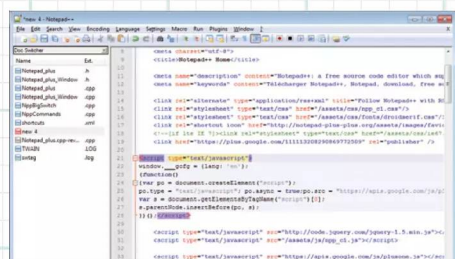 *new 4 - Notepad++
File Edit Search View Encoding Language Settings Macro Run Plugins Window ?
Doc Switcher
Name Ext.
Notepad_plus .h
Notepad_plus_Window .h
Notepad_plus .cpp
Notepad_plus_Window .cpp
NppBigSwitch .cpp
NppCommands .cpp
shortcuts .xml
new 4
Notepad_plus.cpp-rev...
TWAIN .LOG
swtag .log
<meta charset="utf-8">
<title>Notepad++ Home</title>
<meta name="description" content="Notepad++: a free source code editor which
<meta name="keywords" content="Télécharger Notepad++, Notepad, download, free
<link rel="alternate" type="application/rss+xml" title="Follow Notepad++ with
<link rel="stylesheet" type="text/css" href="/assets/css/npp_c1.css"/>
<link rel="stylesheet" type="text/css" href="/assets/css/fonts/droidserif.css"/>
<link rel="shortcut icon" href="http://notepad-plus-plus.org/assets/images/
<!--[if lte IE 7]><link rel="stylesheet" type="text/css" href="/assets/css/ie6
<link href="https://plus.google.com/" rel="publisher" />
<script type="text/javascript">
window.___gcfg = {lang: 'en'};
(function()
{var po = document.createElement("script");
po.type = "text/javascript"; po.async = true;po.src = "https://apis.google.com/js/
var s = document.getElementsByTagName("script")[0];
s.parentNode.insertBefore(po, s);
})();</script>
<script type="text/javascript" src="http://code.jquery.com/jquery-1.5.min.js">
<script type="text/javascript" src="/assets/js/npp_c1.js"></script>
<script type="text/javascript" src="https://apis.google.com/js/plusone.js">